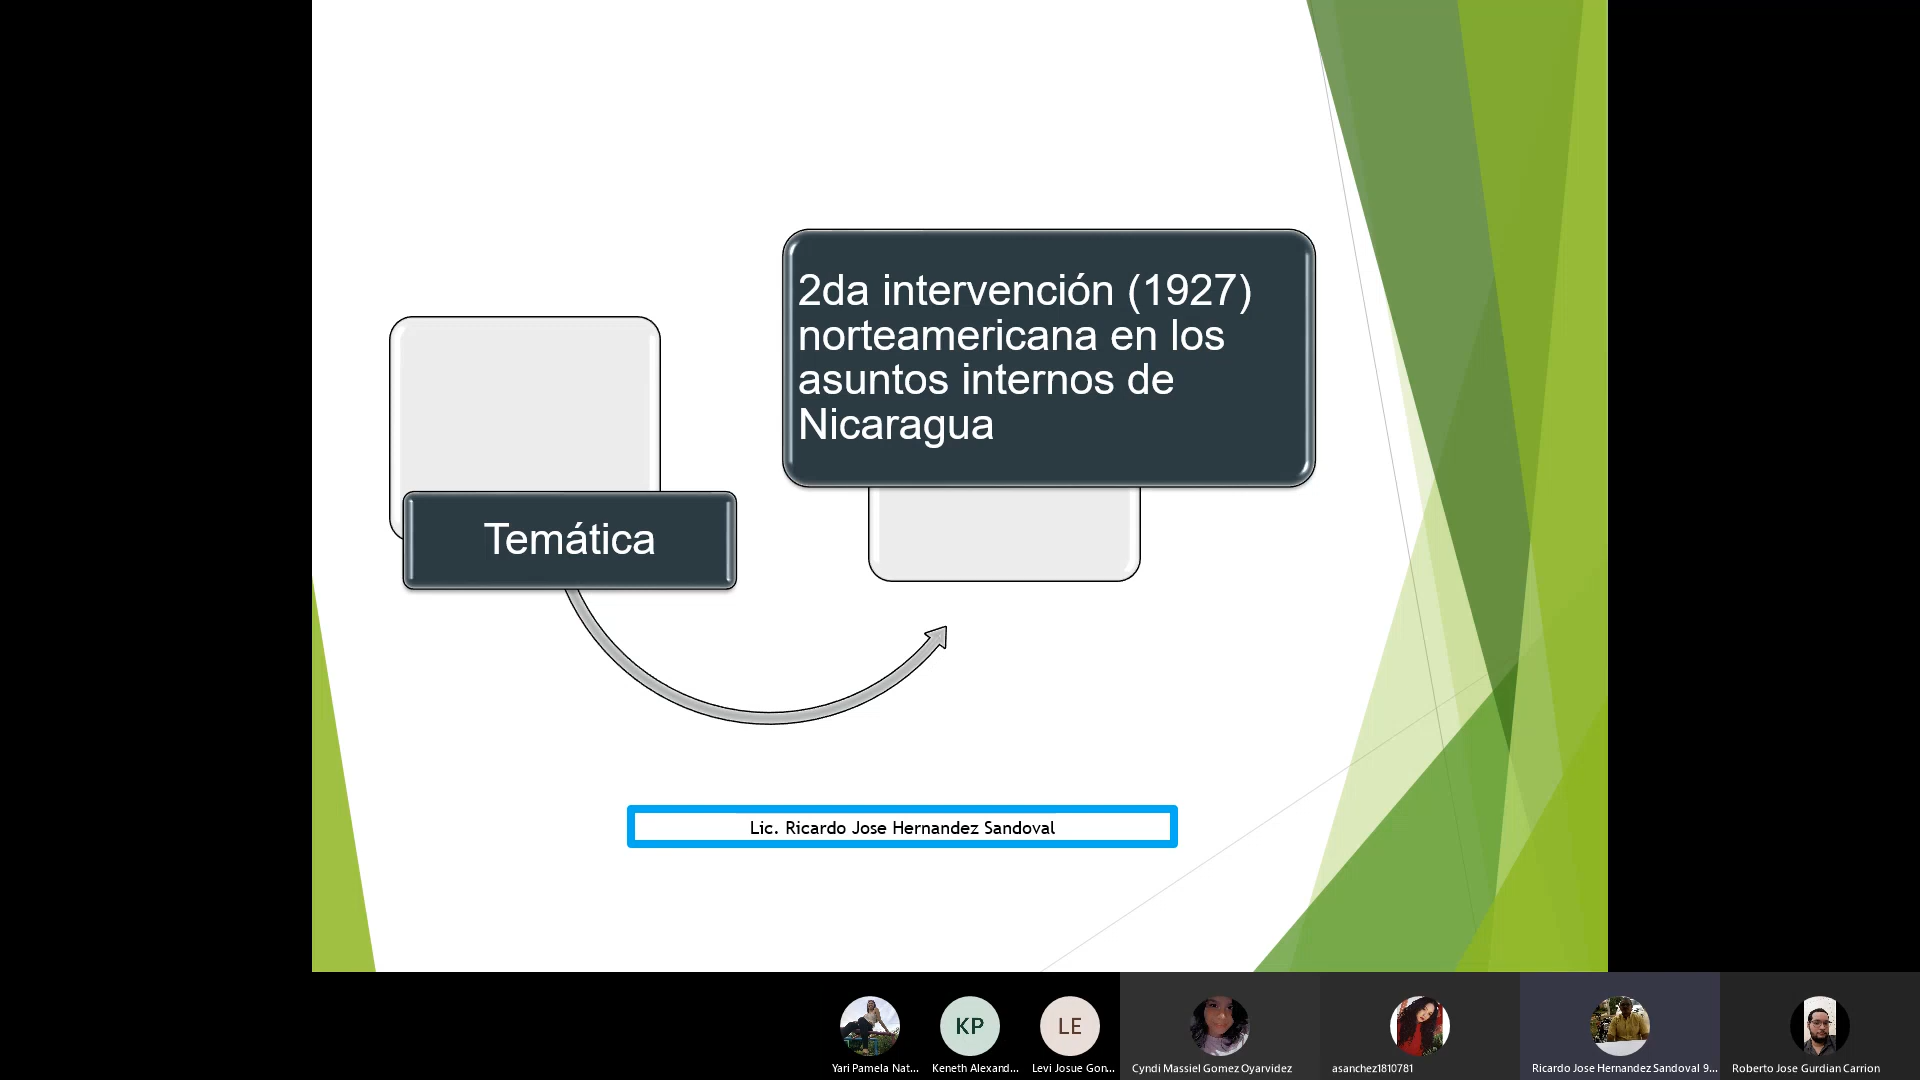 2da intervención (1927)
norteamericana en los
asuntos internos de
Nicaragua
Temática
Lic. Ricardo Jose Hernandez Sandoval
KP
LE
Yari Pamela Nat...
Keneth Alexand...
Levi Josue Gon...
Cyndi Massiel Gomez Oyarvidez
asanchez1810781
Ricardo Jose Hernandez Sandoval 9...
Roberto Jose Gurdian Carrion